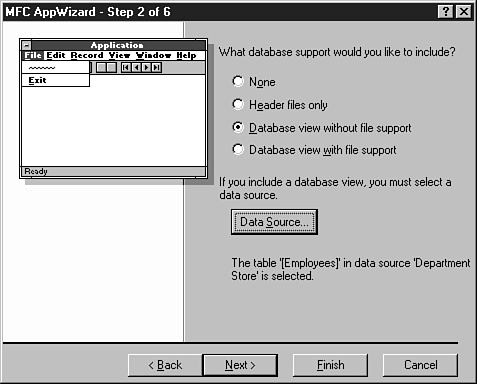 MFC AppWizard - Step 2 of 6
Application
File Edit Record View Window Help
Exit
Ready
What database support would you like to include?
None
Header files only
Database view without file support
Database view with file support
If you include a database view, you must select a
data source.
Data Source...
The table '[Employees]' in data source 'Department
Store' is selected.
< Back
Next >
Finish
Cancel